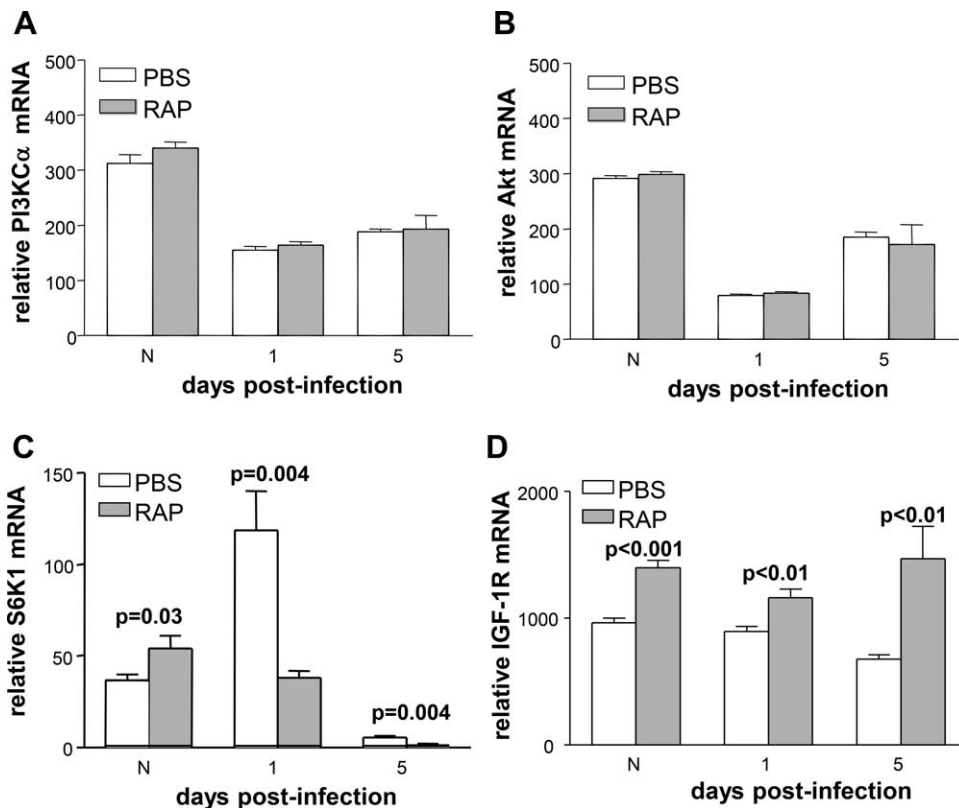 A
relative PI3KCα mRNA
500
400
300
200
100
0
PBS
RAP
N 1 5
days post-infection
B
relative Akt mRNA
500
400
300
200
100
0
PBS
RAP
N 1 5
days post-infection
C
relative S6K1 mRNA
150
100
50
0
PBS
RAP
p=0.004
p=0.03
p=0.004
N 1 5
days post-infection
D
relative IGF-1R mRNA
2000
1000
0
PBS
RAP
p<0.001
p<0.01
p<0.01
N 1 5
days post-infection